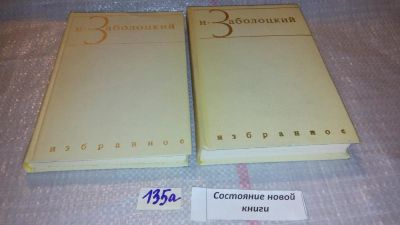 Н. Заболоцкий
избранное
Н. Заболоцкий
избранное
135а
Состояние новой
книги